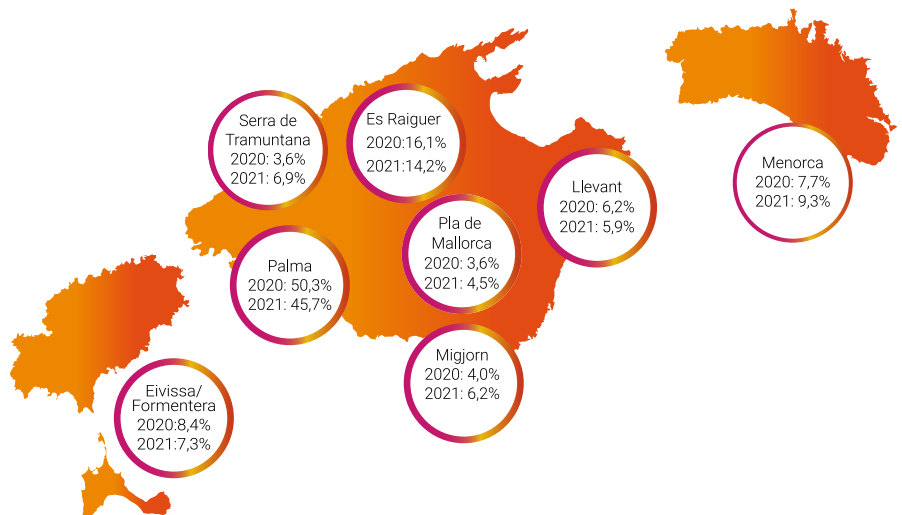 Serra de
Tramuntana
2020: 3,6%
2021: 6,9%
Es Raiguer
2020:16,1%
2021:14,2%
Llevant
2020: 6,2%
2021: 5,9%
Menorca
2020: 7,7%
2021: 9,3%
Pla de
Mallorca
2020: 3,6%
2021: 4,5%
Palma
2020: 50,3%
2021: 45,7%
Migjorn
2020: 4,0%
2021: 6,2%
Eivissa/
Formentera
2020:8,4%
2021:7,3%